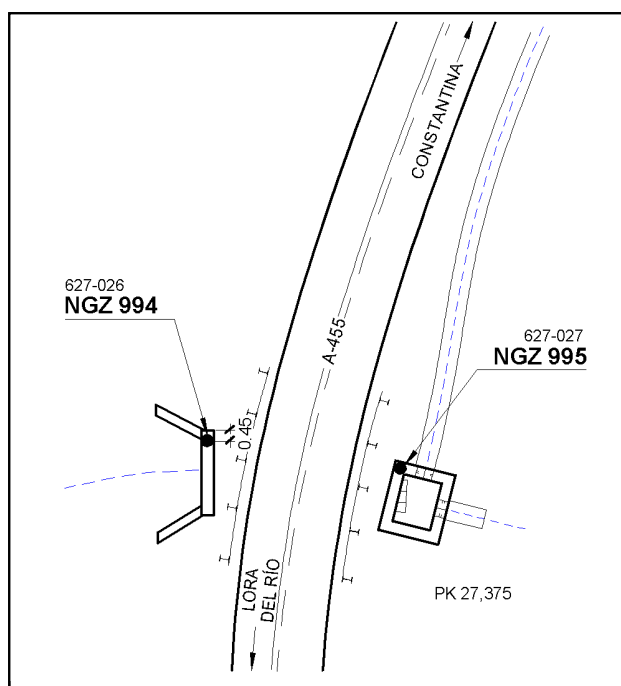 CONSTANTINA
A-455
627-026
NGZ 994
627-027
NGZ 995
0.45
LORA
DEL RÍO
PK 27,375